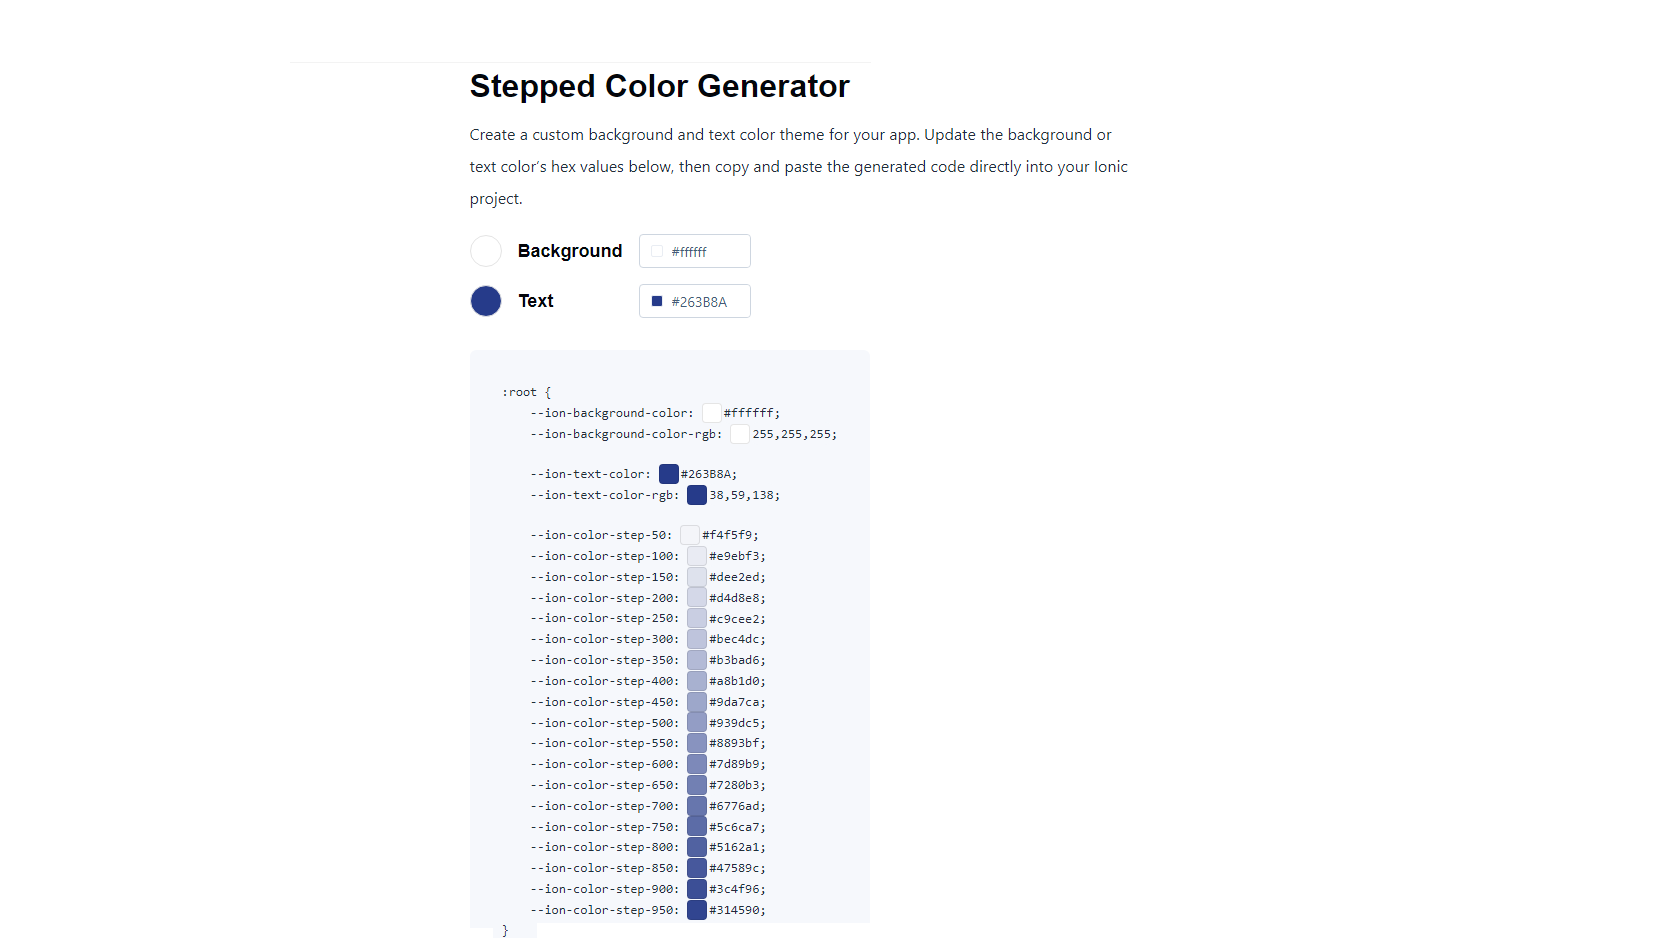 Stepped Color Generator
Create a custom background and text color theme for your app. Update the background or
text color’s hex values below, then copy and paste the generated code directly into your Ionic
project.
Background #ffffff
Text #263B8A
:root {
--ion-background-color: #ffffff;
--ion-background-color-rgb: 255,255,255;
--ion-text-color: #263B8A;
--ion-text-color-rgb: 38,59,138;
--ion-color-step-50: #f4f5f9;
--ion-color-step-100: #e9ebf3;
--ion-color-step-150: #dee2ed;
--ion-color-step-200: #d4d8e8;
--ion-color-step-250: #c9cee2;
--ion-color-step-300: #bec4dc;
--ion-color-step-350: #b3bad6;
--ion-color-step-400: #a8b1d0;
--ion-color-step-450: #9da7ca;
--ion-color-step-500: #939dc5;
--ion-color-step-550: #8893bf;
--ion-color-step-600: #7d89b9;
--ion-color-step-650: #7280b3;
--ion-color-step-700: #6776ad;
--ion-color-step-750: #5c6ca7;
--ion-color-step-800: #5162a1;
--ion-color-step-850: #47589c;
--ion-color-step-900: #3c4f96;
--ion-color-step-950: #314590;
}